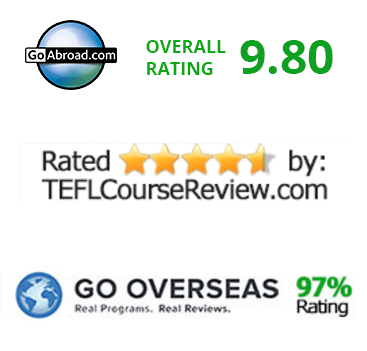 GoAbroad.com
OVERALL
RATING
9.80
Rated by:
TEFLCourseReview.com
GO OVERSEAS
Real Programs. Real Reviews.
97%
Rating